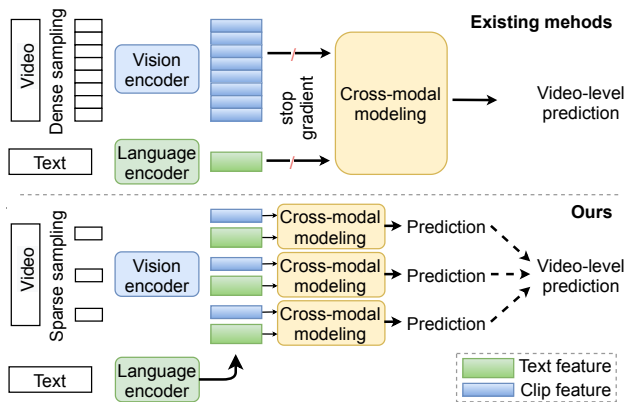 Existing mehods
Video
Dense sampling
Vision
encoder
stop
gradient
Cross-modal
modeling
Video-level
prediction
Text
Language
encoder
Ours
Video
Sparse sampling
Vision
encoder
Cross-modal
modeling
Prediction
Cross-modal
modeling
Prediction
Cross-modal
modeling
Prediction
Video-level
prediction
Text
Language
encoder
Text feature
Clip feature